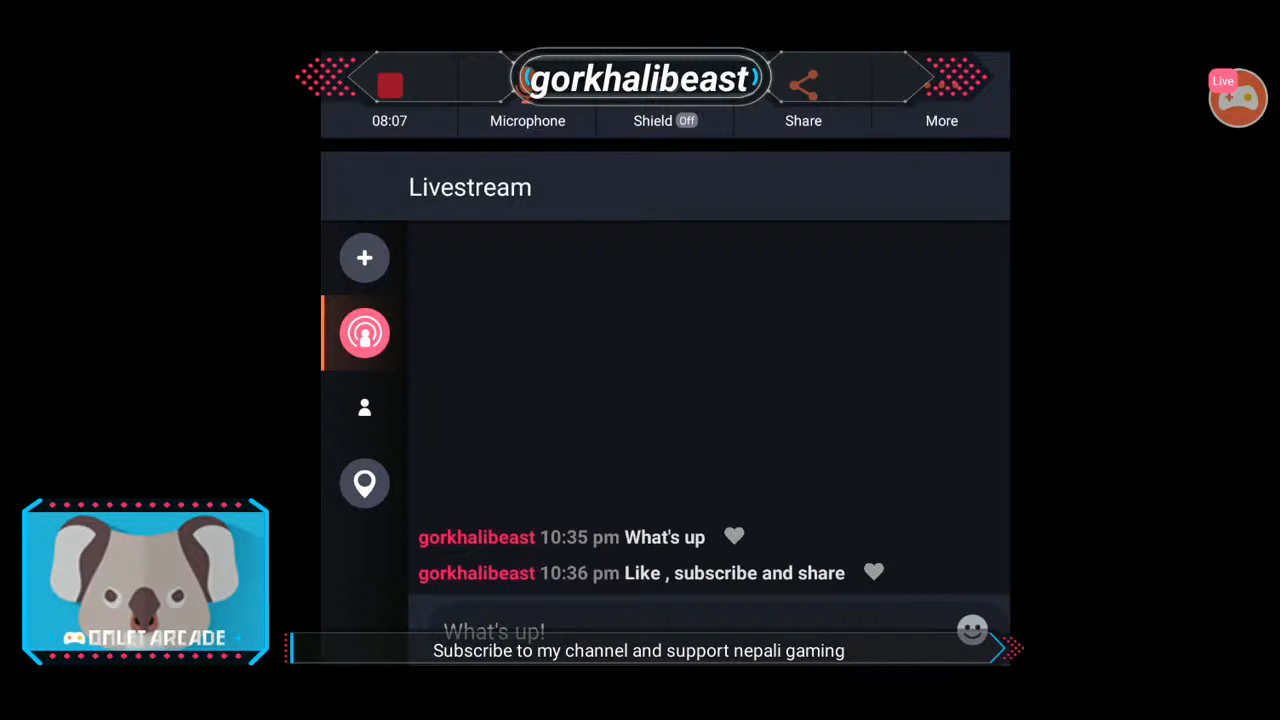 gorkhalibeast
Live
08:07 Microphone Shield Off Share More
Livestream
gorkhalibeast 10:35 pm What's up
gorkhalibeast 10:36 pm Like , subscribe and share
What's up!
OMLET ARCADE
Subscribe to my channel and support nepali gaming